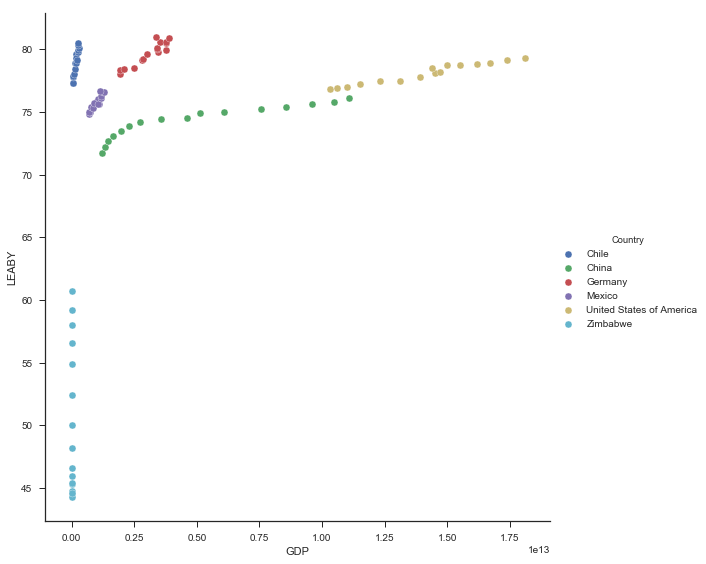 80
75
70
65
60
55
50
45
LEABY
0.00 0.25 0.50 0.75 1.00 1.25 1.50 1.75
1e13
GDP
Country
Chile
China
Germany
Mexico
United States of America
Zimbabwe